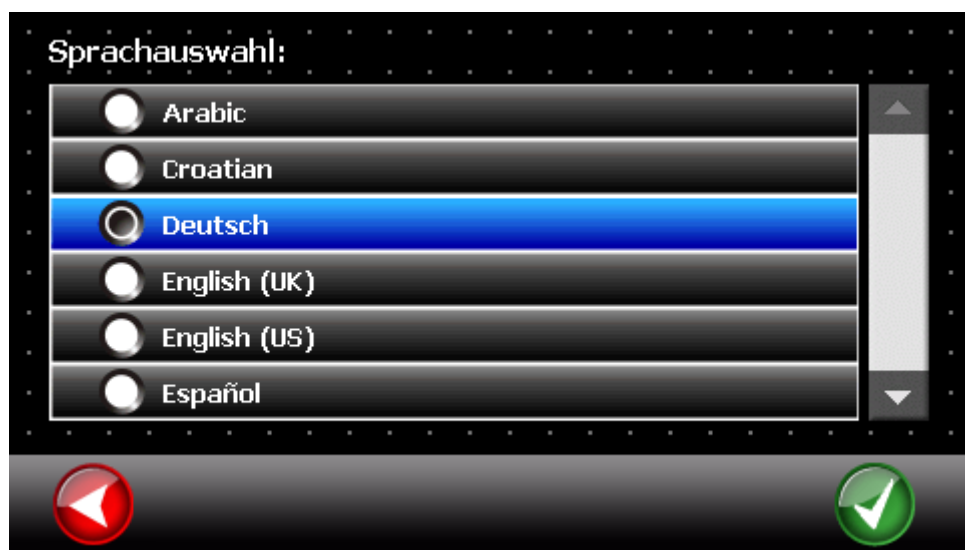 Sprachauswahl:
Arabic
Croatian
Deutsch
English (UK)
English (US)
Español